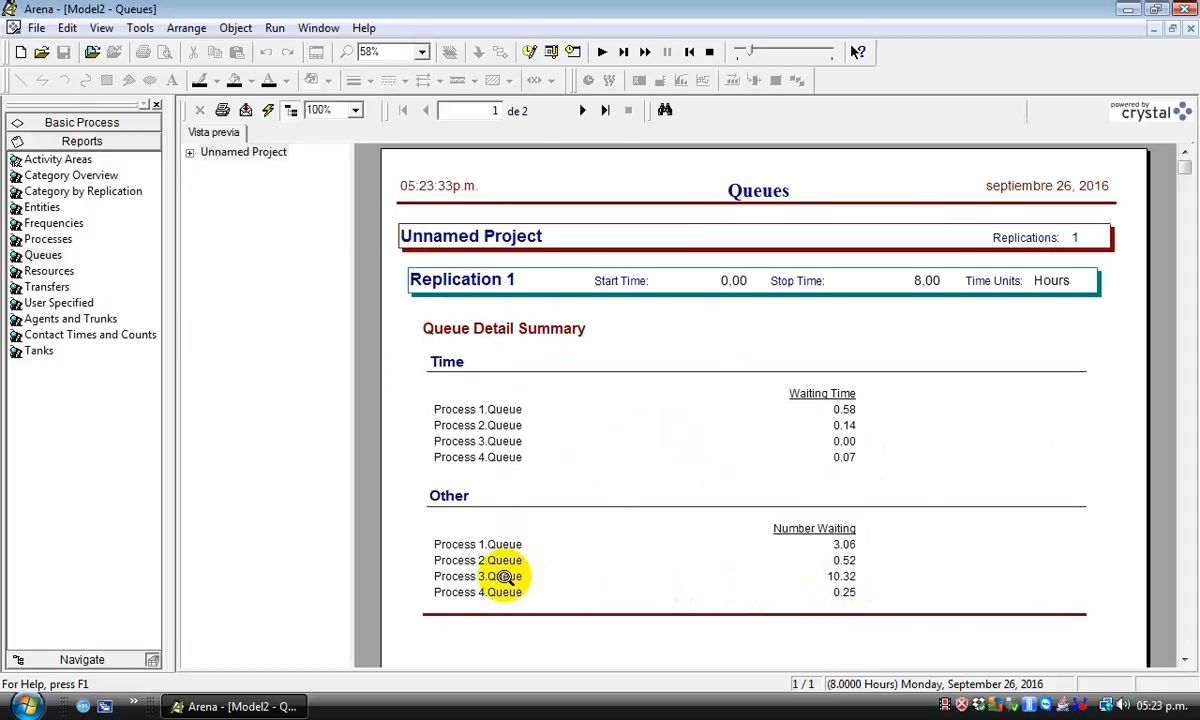 Arena - [Model2 - Queues]
File Edit View Tools Arrange Object Run Window Help
58%
100% 1 de 2
powered by crystal
Vista previa
Basic Process
Reports
Activity Areas
Category Overview
Category by Replication
Entities
Frequencies
Processes
Queues
Resources
Transfers
User Specified
Agents and Trunks
Contact Times and Counts
Tanks
Navigate
Unnamed Project
05:23:33p.m. Queues septiembre 26, 2016
Unnamed Project Replications: 1
Replication 1 Start Time: 0,00 Stop Time: 8,00 Time Units: Hours
Queue Detail Summary
Time
Waiting Time
Process 1.Queue 0.58
Process 2.Queue 0.14
Process 3.Queue 0.00
Process 4.Queue 0.07
Other
Number Waiting
Process 1.Queue 3.06
Process 2.Queue 0.52
Process 3.Queue 10.32
Process 4.Queue 0.25
For Help, press F1 1 / 1 (8.0000 Hours) Monday, September 26, 2016
Arena - [Model2 - Q... 05:23 p.m.